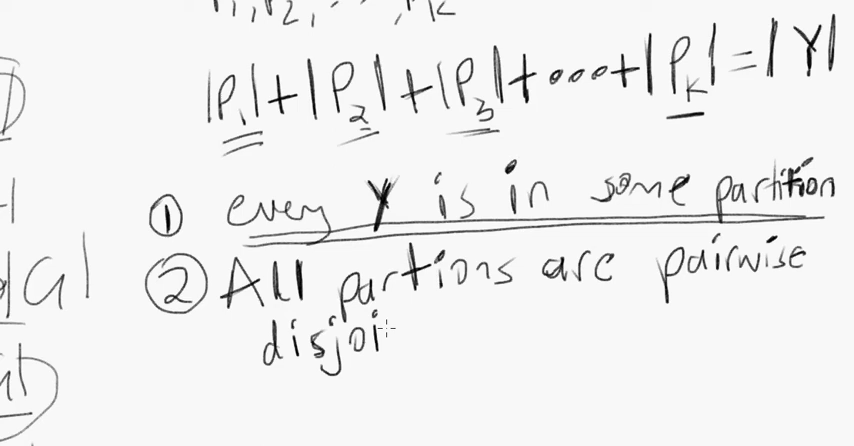 |P₁|+|P₂|+|P₃|+...+|Pₖ|=|Y|
① every Y is in some partition
② All partions are pairwise
disjoi
|G|